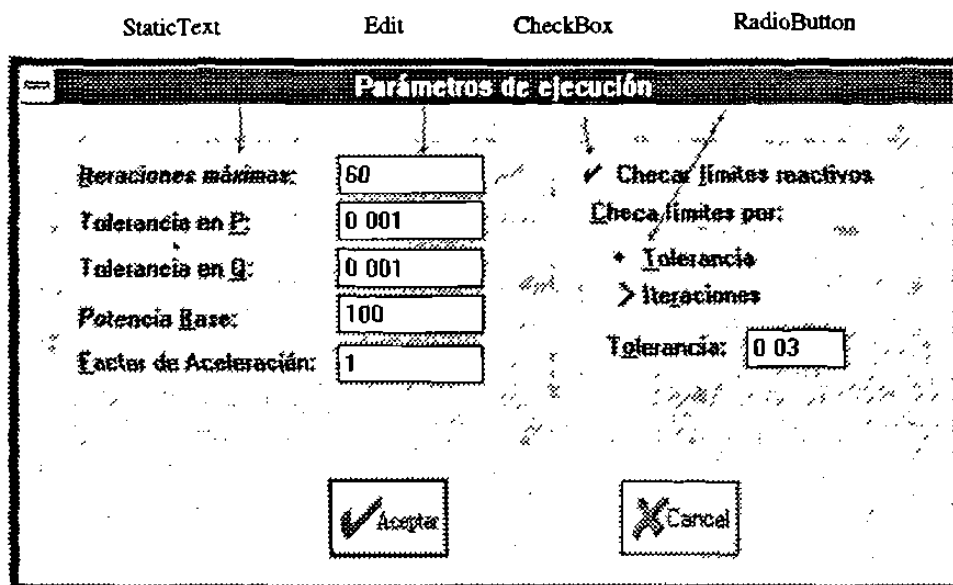 StaticText Edit CheckBox RadioButton
Parámetros de ejecución
Iteraciones máximas: 60
Tolerancia en P: 0 001
Tolerancia en Q: 0 001
Potencia Base: 100
Factor de Aceleración: 1
Checar límites reactivos
Checa límites por:
Tolerancia
Iteraciones
Tolerancia: 0 03
Aceptar Cancel